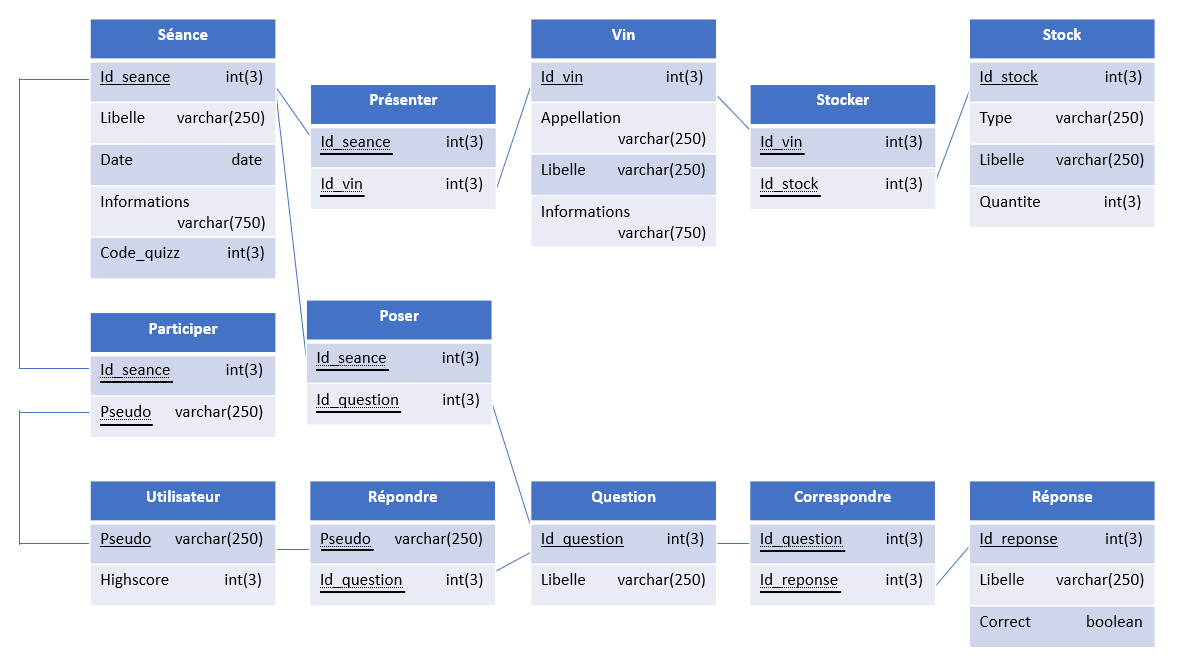 Séance
Id_seance int(3)
Libelle varchar(250)
Date date
Informations
varchar(750)
Code_quizz int(3)
Présenter
Id_seance int(3)
Id_vin int(3)
Vin
Id_vin int(3)
Appellation
varchar(250)
Libelle varchar(250)
Informations
varchar(750)
Stocker
Id_vin int(3)
Id_stock int(3)
Stock
Id_stock int(3)
Type varchar(250)
Libelle varchar(250)
Quantite int(3)
Participer
Id_seance int(3)
Pseudo varchar(250)
Poser
Id_seance int(3)
Id_question int(3)
Utilisateur
Pseudo varchar(250)
Highscore int(3)
Répondre
Pseudo varchar(250)
Id_question int(3)
Question
Id_question int(3)
Libelle varchar(250)
Correspondre
Id_question int(3)
Id_reponse int(3)
Réponse
Id_reponse int(3)
Libelle varchar(250)
Correct boolean